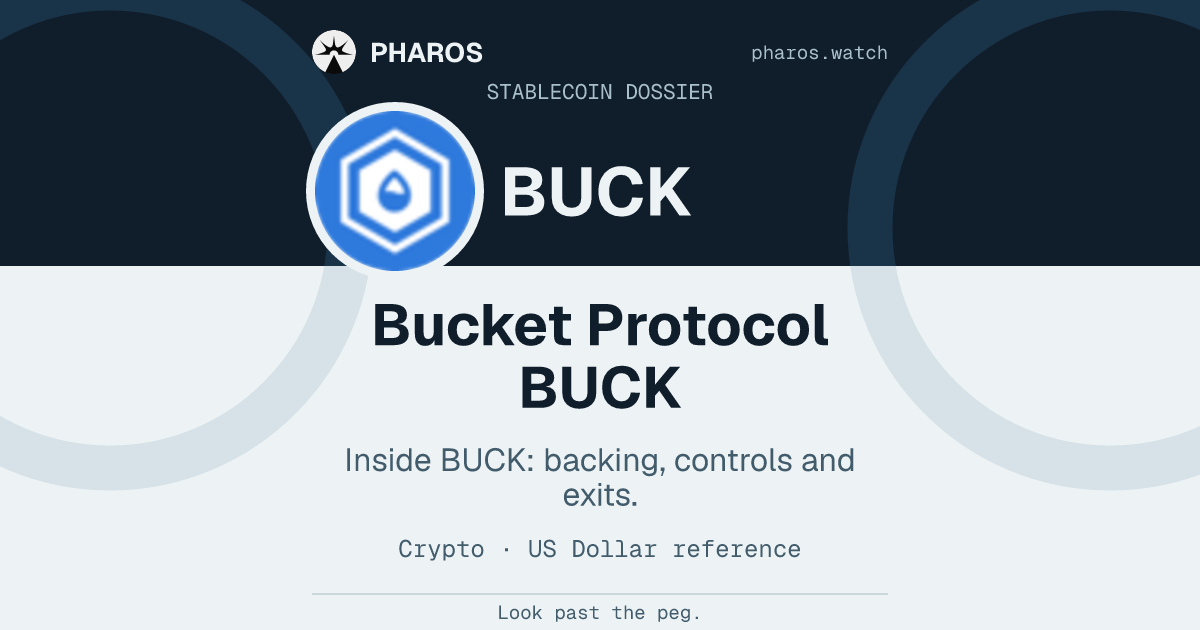 PHAROS
pharos.watch
STABLECOIN DOSSIER
BUCK
Bucket Protocol
BUCK
Inside BUCK: backing, controls and
exits.
Crypto · US Dollar reference
Look past the peg.